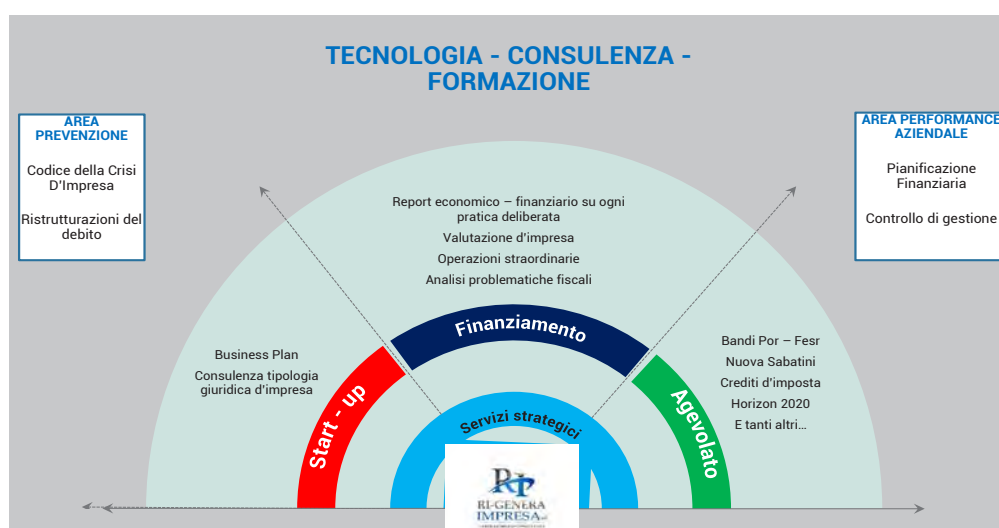 TECNOLOGIA - CONSULENZA -
FORMAZIONE
AREA
PREVENZIONE
Codice della Crisi
D'Impresa
Ristrutturazioni del
debito
AREA PERFORMANCE
AZIENDALE
Pianificazione
Finanziaria
Controllo di gestione
Report economico – finanziario su ogni
pratica deliberata
Valutazione d'impresa
Operazioni straordinarie
Analisi problematiche fiscali
Business Plan
Consulenza tipologia
giuridica d'impresa
Bandi Por – Fesr
Nuova Sabatini
Crediti d'imposta
Horizon 2020
E tanti altri…
Start - up
Finanziamento
Agevolato
Servizi strategici
RI-GENERA
IMPRESA